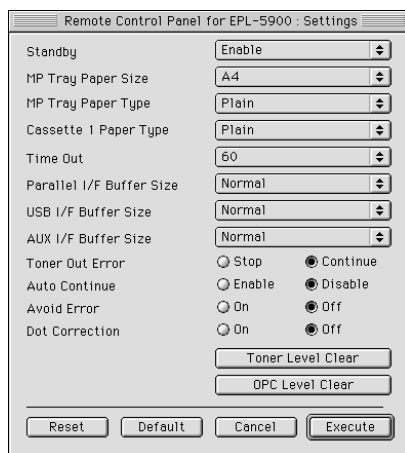 Remote Control Panel for EPL-5900 : Settings
Standby Enable
MP Tray Paper Size A4
MP Tray Paper Type Plain
Cassette 1 Paper Type Plain
Time Out 60
Parallel I/F Buffer Size Normal
USB I/F Buffer Size Normal
AUX I/F Buffer Size Normal
Toner Out Error Stop Continue
Auto Continue Enable Disable
Avoid Error On Off
Dot Correction On Off
Toner Level Clear
OPC Level Clear
Reset Default Cancel Execute